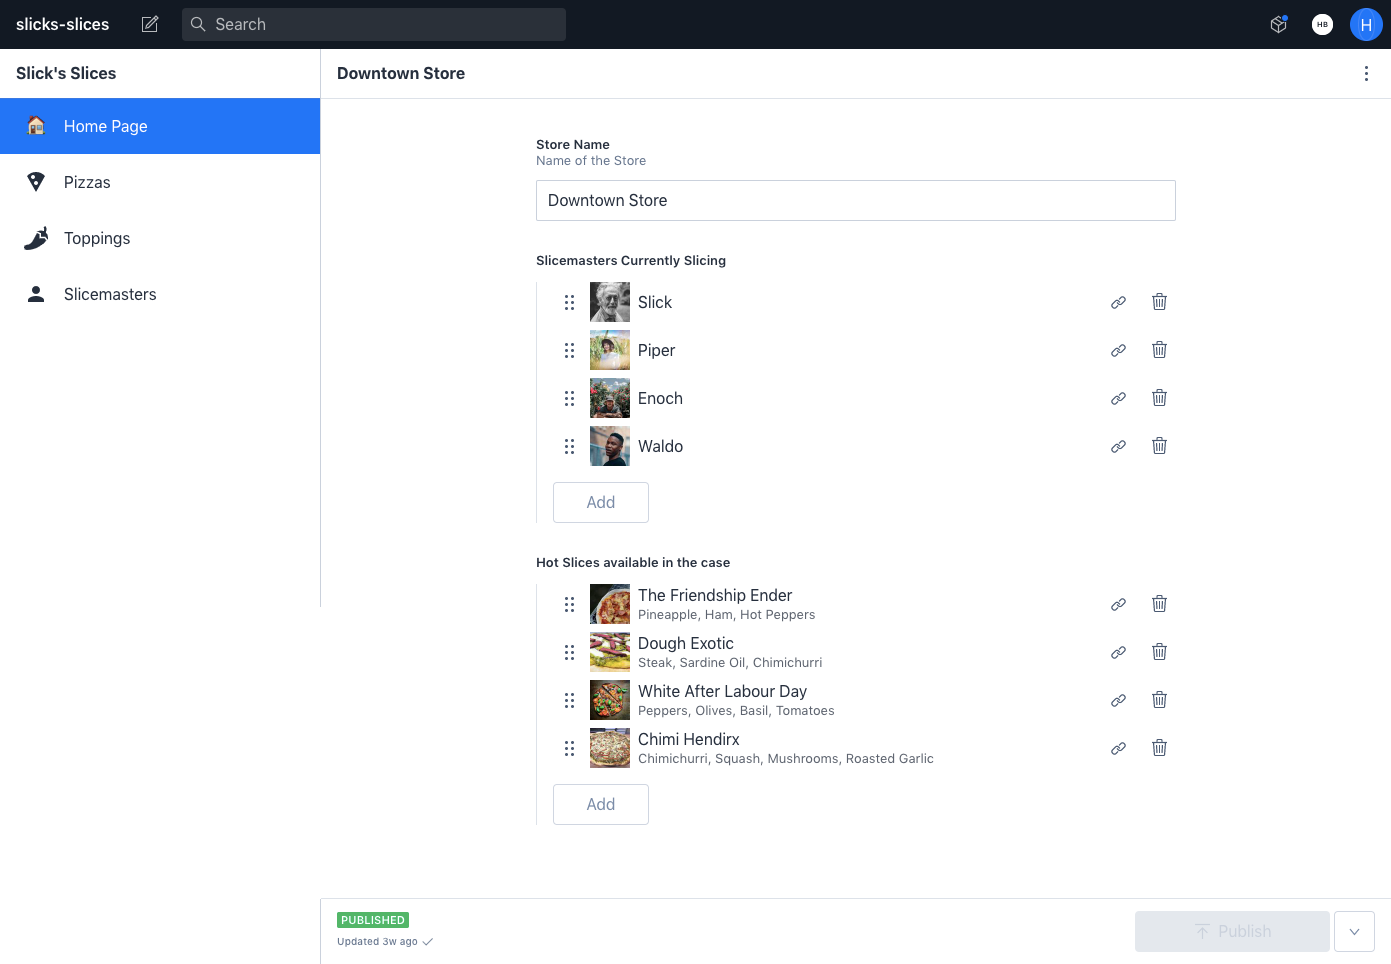 slicks-slices
Search
HB
H
Slick's Slices
Downtown Store
Home Page
Pizzas
Toppings
Slicemasters
Store Name
Name of the Store
Downtown Store
Slicemasters Currently Slicing
Slick
Piper
Enoch
Waldo
Add
Hot Slices available in the case
The Friendship Ender
Pineapple, Ham, Hot Peppers
Dough Exotic
Steak, Sardine Oil, Chimichurri
White After Labour Day
Peppers, Olives, Basil, Tomatoes
Chimi Hendirx
Chimichurri, Squash, Mushrooms, Roasted Garlic
Add
PUBLISHED
Updated 3w ago
Publish